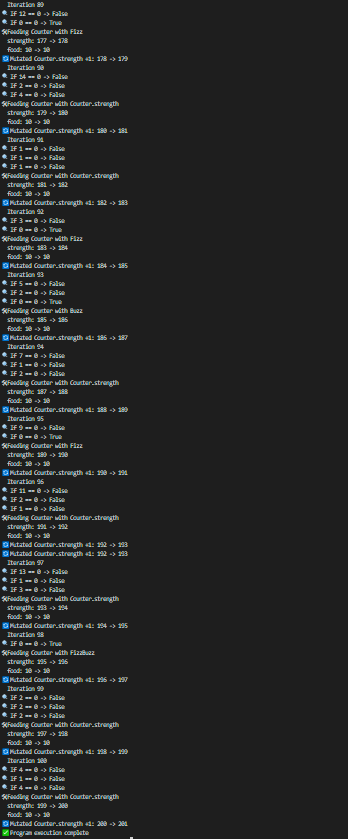 Iteration 89
🔍 If 12 == 0 -> False
🔍 If 0 == 0 -> True
🛠Feeding Counter with Fizz
strength: 177 -> 178
food: 10 -> 10
🔄Mutated Counter.strength +1: 178 -> 179
Iteration 90
🔍 If 14 == 0 -> False
🔍 If 2 == 0 -> False
🔍 If 4 == 0 -> False
🛠Feeding Counter with Counter.strength
strength: 179 -> 180
food: 10 -> 10
🔄Mutated Counter.strength +1: 180 -> 181
Iteration 91
🔍 If 1 == 0 -> False
🔍 If 1 == 0 -> False
🔍 If 1 == 0 -> False
🛠Feeding Counter with Counter.strength
strength: 181 -> 182
food: 10 -> 10
🔄Mutated Counter.strength +1: 182 -> 183
Iteration 92
🔍 If 3 == 0 -> False
🔍 If 0 == 0 -> True
🛠Feeding Counter with Fizz
strength: 183 -> 184
food: 10 -> 10
🔄Mutated Counter.strength +1: 184 -> 185
Iteration 93
🔍 If 5 == 0 -> False
🔍 If 2 == 0 -> False
🔍 If 0 == 0 -> True
🛠Feeding Counter with Buzz
strength: 185 -> 186
food: 10 -> 10
🔄Mutated Counter.strength +1: 186 -> 187
Iteration 94
🔍 If 7 == 0 -> False
🔍 If 1 == 0 -> False
🔍 If 2 == 0 -> False
🛠Feeding Counter with Counter.strength
strength: 187 -> 188
food: 10 -> 10
🔄Mutated Counter.strength +1: 188 -> 189
Iteration 95
🔍 If 9 == 0 -> False
🔍 If 0 == 0 -> True
🛠Feeding Counter with Fizz
strength: 189 -> 190
food: 10 -> 10
🔄Mutated Counter.strength +1: 190 -> 191
Iteration 96
🔍 If 11 == 0 -> False
🔍 If 2 == 0 -> False
🔍 If 1 == 0 -> False
🛠Feeding Counter with Counter.strength
strength: 191 -> 192
food: 10 -> 10
🔄Mutated Counter.strength +1: 192 -> 193
🔄Mutated Counter.strength +1: 192 -> 193
Iteration 97
🔍 If 13 == 0 -> False
🔍 If 1 == 0 -> False
🔍 If 3 == 0 -> False
🛠Feeding Counter with Counter.strength
strength: 193 -> 194
food: 10 -> 10
🔄Mutated Counter.strength +1: 194 -> 195
Iteration 98
🔍 If 0 == 0 -> True
🛠Feeding Counter with FizzBuzz
strength: 195 -> 196
food: 10 -> 10
🔄Mutated Counter.strength +1: 196 -> 197
Iteration 99
🔍 If 2 == 0 -> False
🔍 If 2 == 0 -> False
🔍 If 2 == 0 -> False
🛠Feeding Counter with Counter.strength
strength: 197 -> 198
food: 10 -> 10
🔄Mutated Counter.strength +1: 198 -> 199
Iteration 100
🔍 If 4 == 0 -> False
🔍 If 1 == 0 -> False
🔍 If 4 == 0 -> False
🛠Feeding Counter with Counter.strength
strength: 199 -> 200
food: 10 -> 10
🔄Mutated Counter.strength +1: 200 -> 201
✅Program execution complete